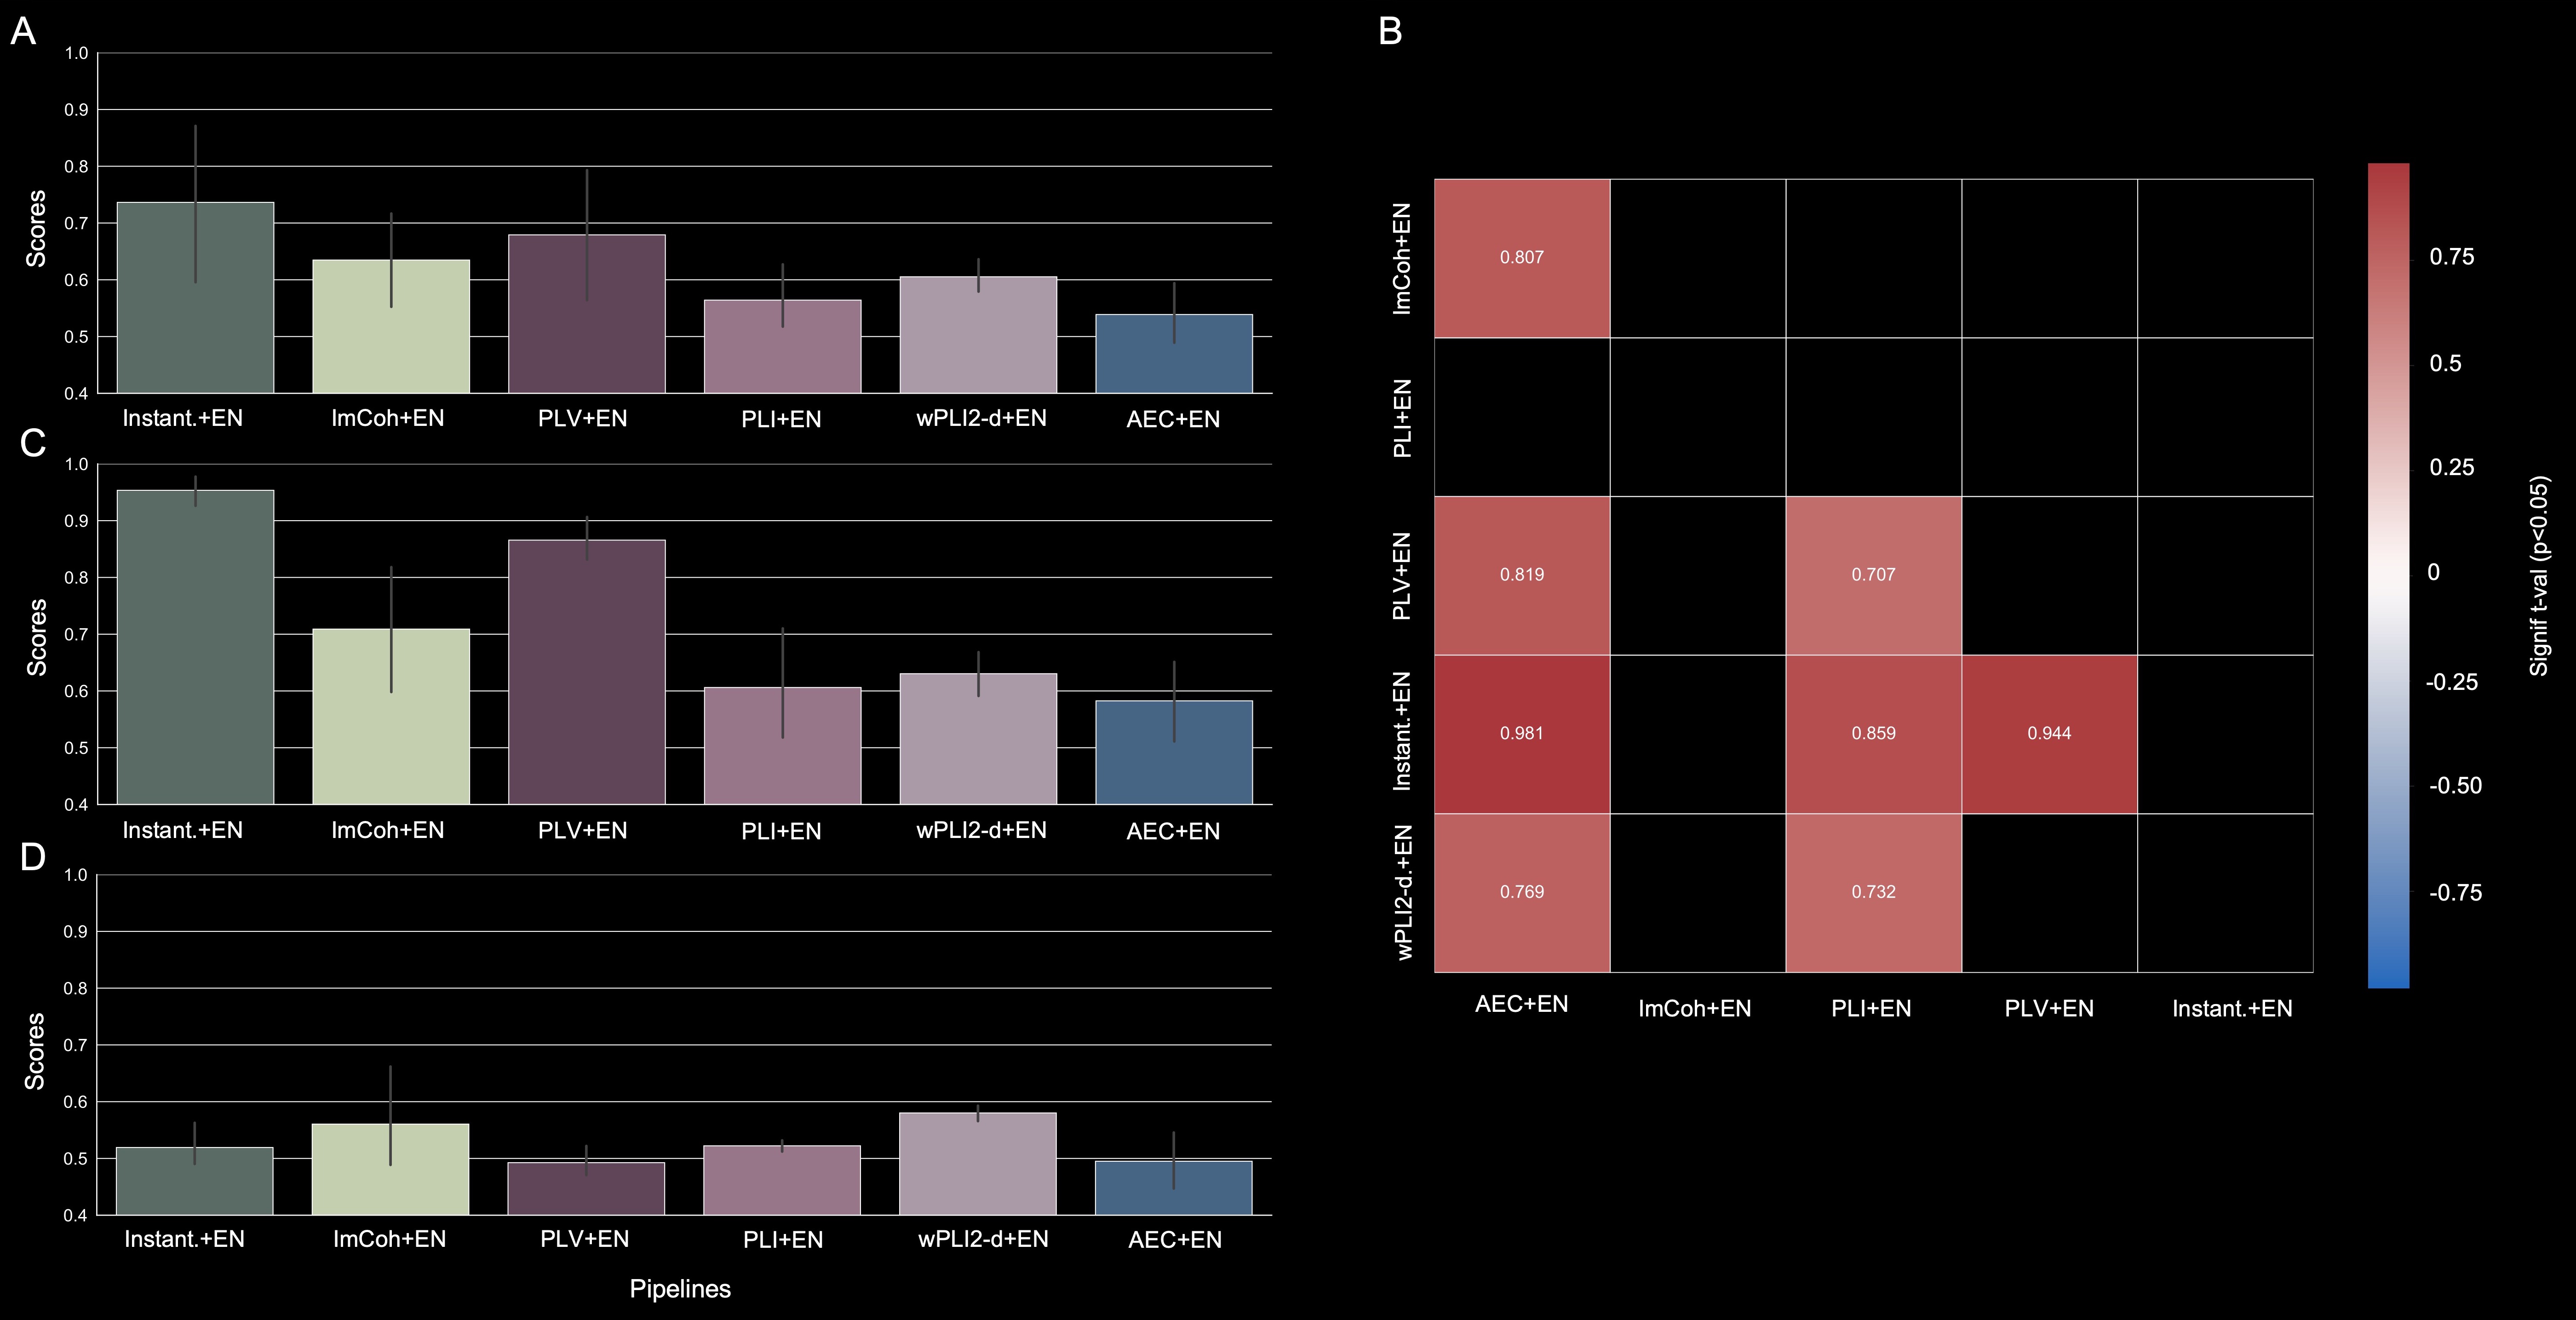 A
1.0
0.9
0.8
0.7
0.6
0.5
0.4
Scores
Instant.+EN
ImCoh+EN
PLV+EN
PLI+EN
wPLI2-d+EN
AEC+EN
C
1.0
0.9
0.8
0.7
0.6
0.5
0.4
Scores
Instant.+EN
ImCoh+EN
PLV+EN
PLI+EN
wPLI2-d+EN
AEC+EN
D
1.0
0.9
0.8
0.7
0.6
0.5
0.4
Scores
Instant.+EN
ImCoh+EN
PLV+EN
PLI+EN
wPLI2-d+EN
AEC+EN
Pipelines
B
ImCoh+EN
PLI+EN
PLV+EN
Instant.+EN
wPLI2-d.+EN
0.807
0.819
0.707
0.981
0.859
0.944
0.769
0.732
AEC+EN
ImCoh+EN
PLI+EN
PLV+EN
Instant.+EN
0.75
0.5
0.25
0
-0.25
-0.50
-0.75
Signif t-val (p<0.05)